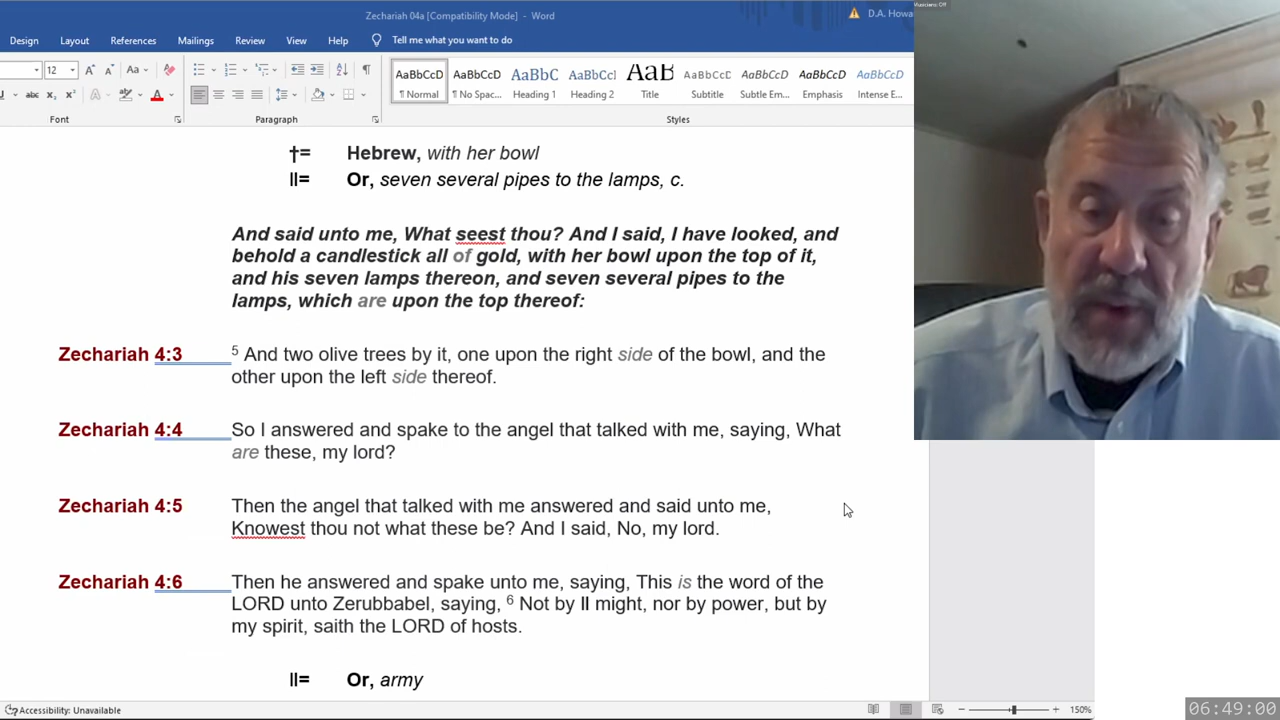 Zechariah 04a [Compatibility Mode] - Word
D.A. Howa
Musicians: Off
Design Layout References Mailings Review View Help Tell me what you want to do
12 Aa
AaBbCcD AaBbCcD AaBbC AaBbCcl AaB AaBbCcD AaBbCcD AaBbCcD AaBbCcD
¶ Normal ¶ No Spac... Heading 1 Heading 2 Title Subtitle Subtle Em... Emphasis Intense E...
Font Paragraph Styles
†= Hebrew, with her bowl
ll= Or, seven several pipes to the lamps, c.
And said unto me, What seest thou? And I said, I have looked, and
behold a candlestick all of gold, with her bowl upon the top of it,
and his seven lamps thereon, and seven several pipes to the
lamps, which are upon the top thereof:
Zechariah 4:3 5 And two olive trees by it, one upon the right side of the bowl, and the
other upon the left side thereof.
Zechariah 4:4 So I answered and spake to the angel that talked with me, saying, What
are these, my lord?
Zechariah 4:5 Then the angel that talked with me answered and said unto me,
Knowest thou not what these be? And I said, No, my lord.
Zechariah 4:6 Then he answered and spake unto me, saying, This is the word of the
LORD unto Zerubbabel, saying, 6 Not by ll might, nor by power, but by
my spirit, saith the LORD of hosts.
ll= Or, army
Accessibility: Unavailable
150%
06:49:00